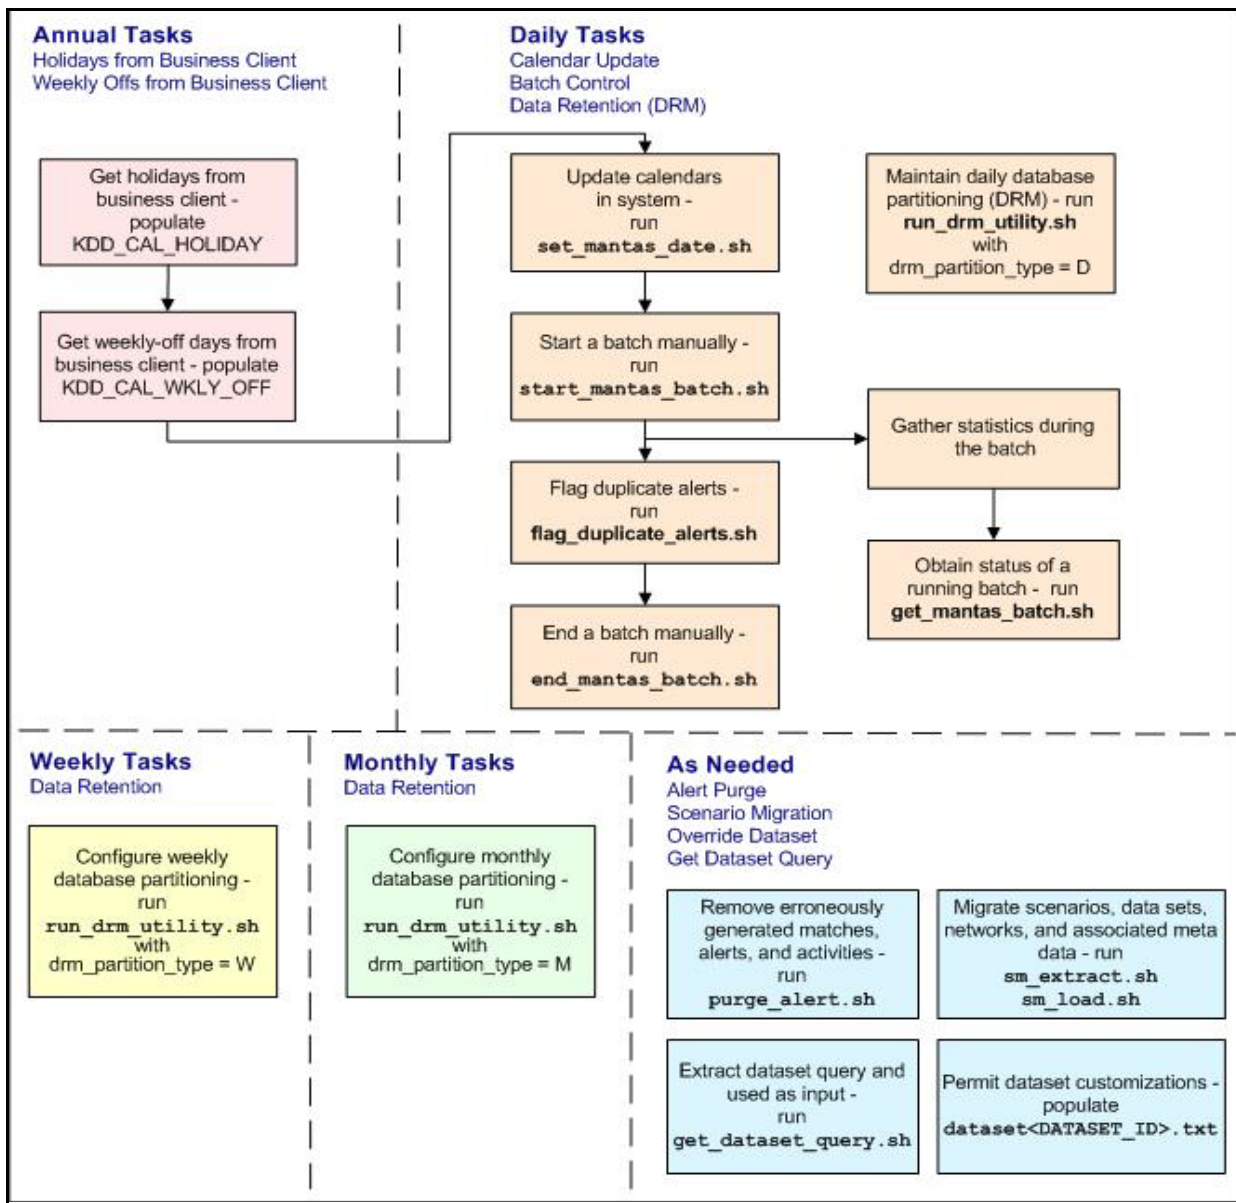 Annual Tasks
Holidays from Business Client
Weekly Offs from Business Client
Get holidays from
business client -
populate
KDD_CAL_HOLIDAY
Get weekly-off days from
business client - populate
KDD_CAL_WKLY_OFF
Daily Tasks
Calendar Update
Batch Control
Data Retention (DRM)
Update calendars
in system -
run
set_mantas_date.sh
Start a batch manually -
run
start_mantas_batch.sh
Flag duplicate alerts -
run
flag_duplicate_alerts.sh
End a batch manually -
run
end_mantas_batch.sh
Maintain daily database
partitioning (DRM) - run
run_drm_utility.sh
with
drm_partition_type = D
Gather statistics during
the batch
Obtain status of a
running batch - run
get_mantas_batch.sh
Weekly Tasks
Data Retention
Configure weekly
database partitioning -
run
run_drm_utility.sh
with
drm_partition_type = W
Monthly Tasks
Data Retention
Configure monthly
database partitioning -
run
run_drm_utility.sh
with
drm_partition_type = M
As Needed
Alert Purge
Scenario Migration
Override Dataset
Get Dataset Query
Remove erroneously
generated matches,
alerts, and activities -
run
purge_alert.sh
Migrate scenarios, data sets,
networks, and associated meta
data - run
sm_extract.sh
sm_load.sh
Extract dataset query and
used as input -
run
get_dataset_query.sh
Permit dataset customizations -
populate
dataset<DATASET_ID>.txt